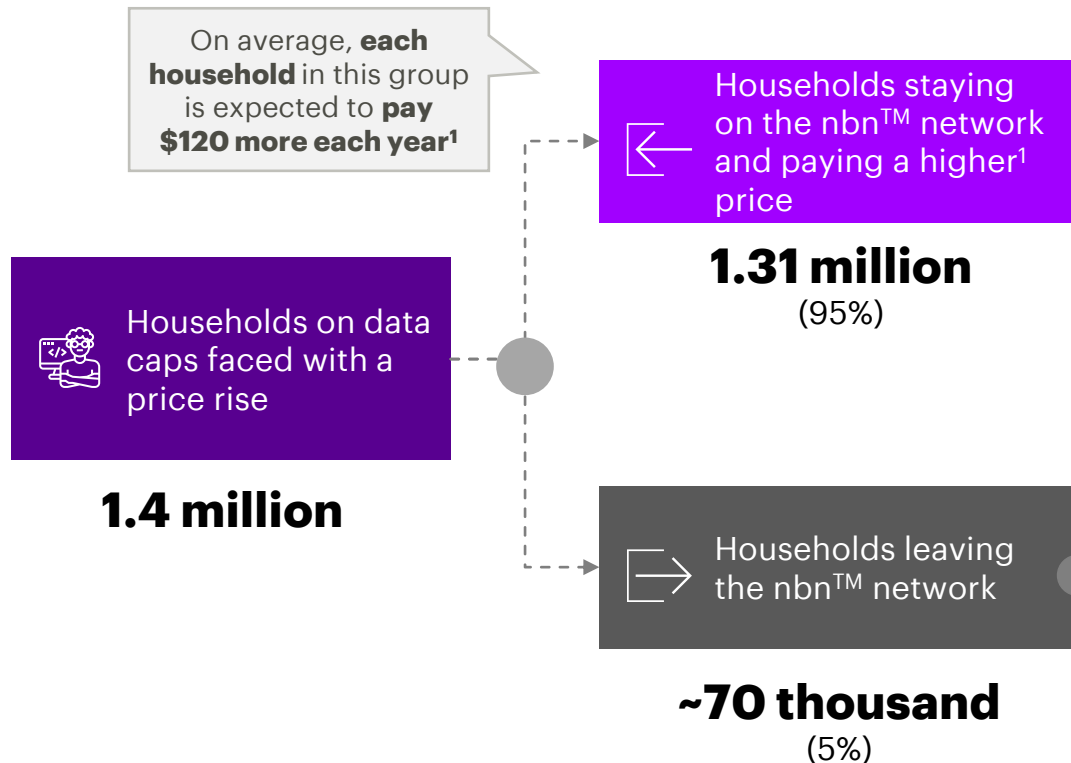 On average, each
household in this group
is expected to pay
$120 more each year¹
Households staying
on the nbn™ network
and paying a higher¹
price
1.31 million
(95%)
</>
Households on data
caps faced with a
price rise
1.4 million
Households leaving
the nbn™ network
~70 thousand
(5%)